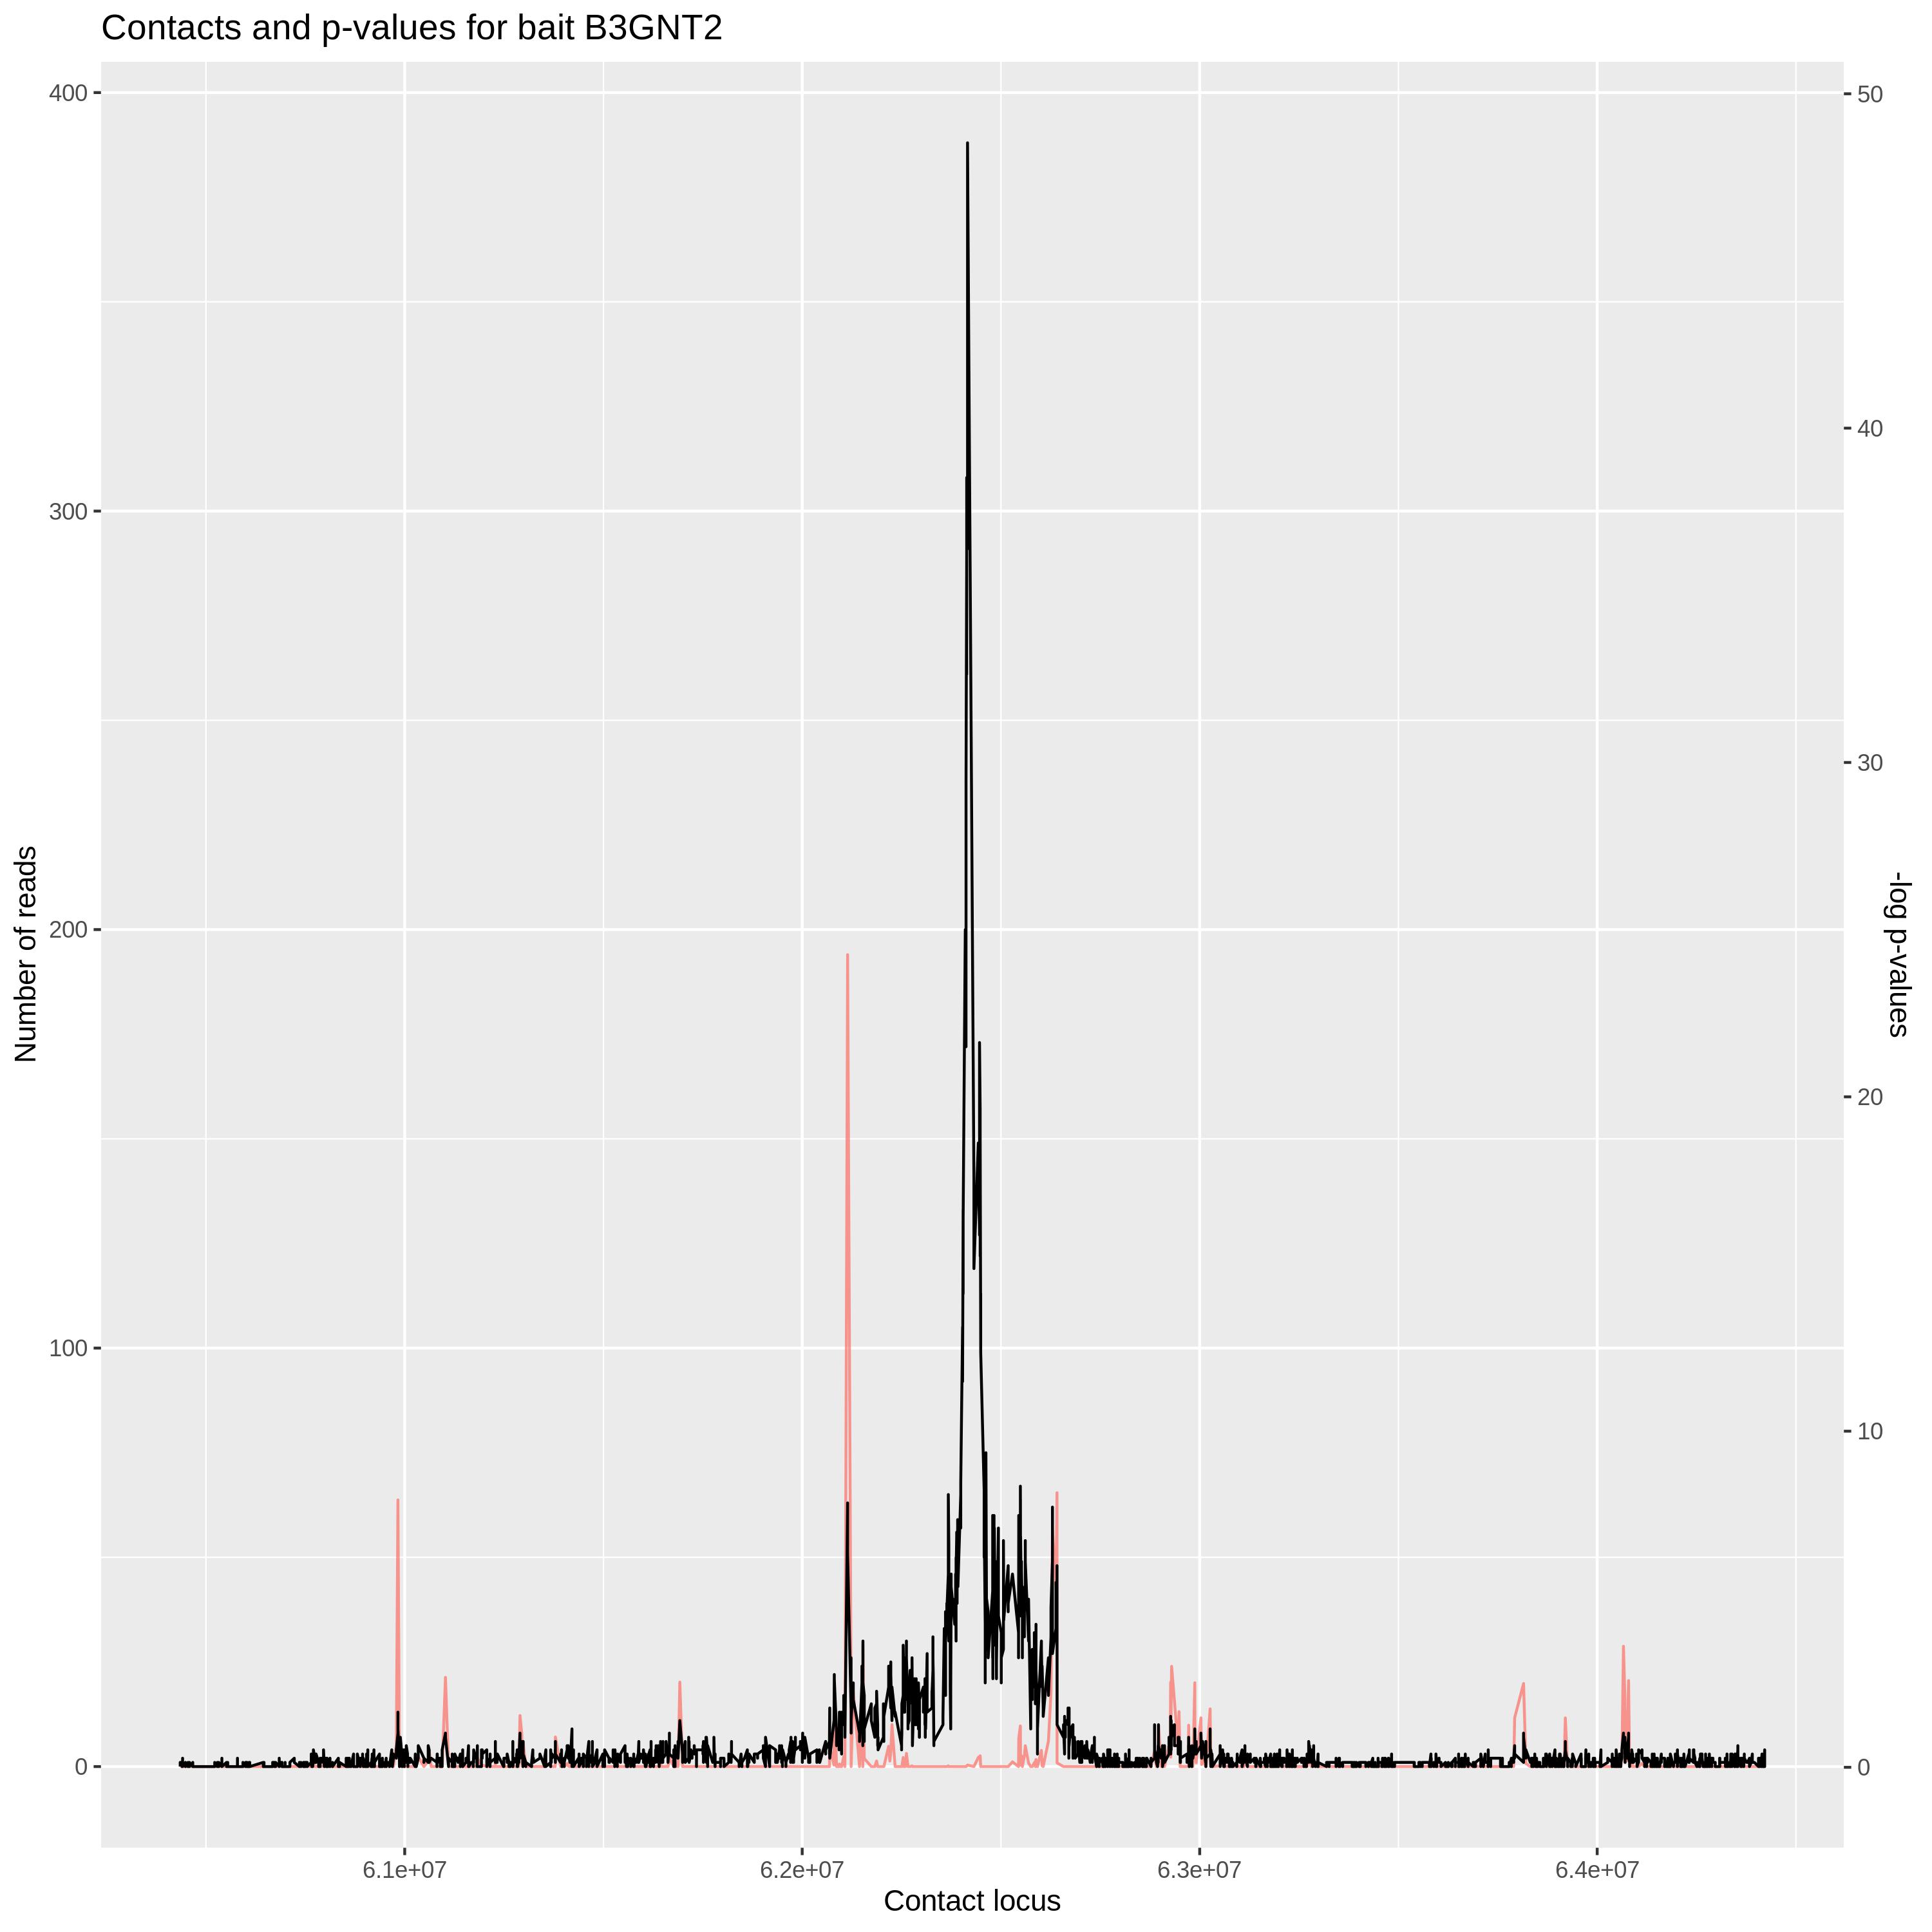 Contacts and p-values for bait B3GNT2
400
300
200
100
0
Number of reads
50
40
30
20
10
0
-log p-values
6.1e+07
6.2e+07
6.3e+07
6.4e+07
Contact locus